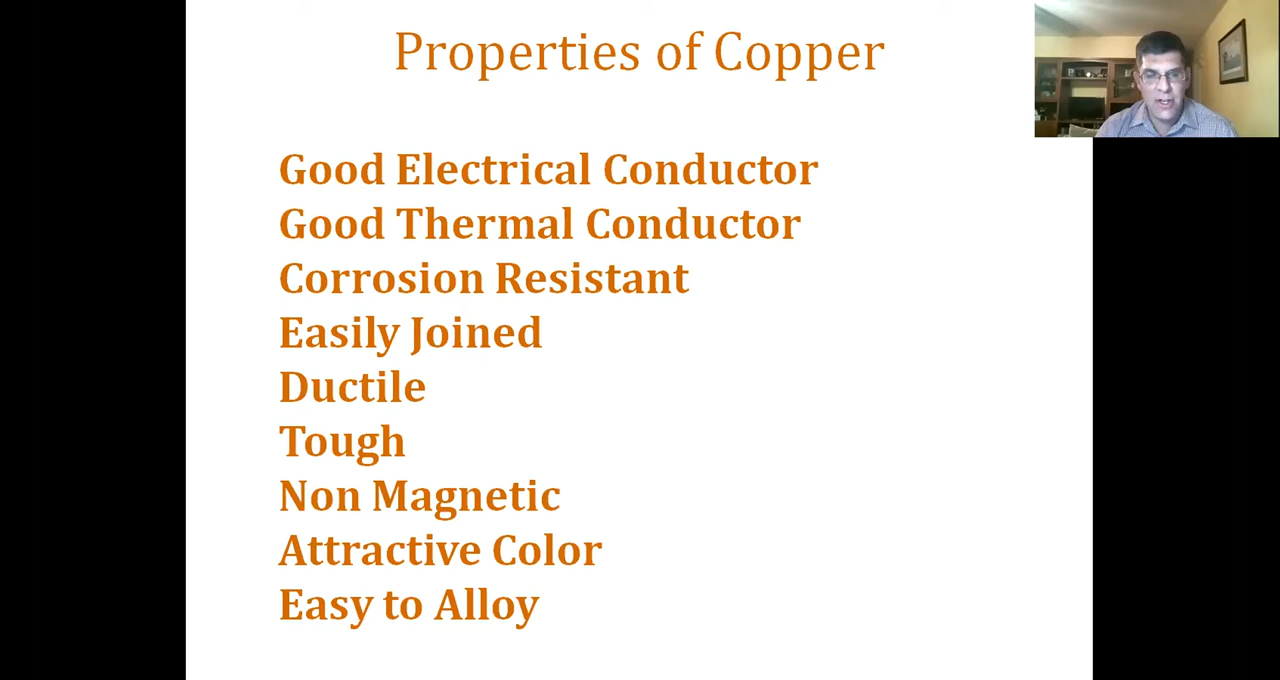 Properties of Copper
Good Electrical Conductor
Good Thermal Conductor
Corrosion Resistant
Easily Joined
Ductile
Tough
Non Magnetic
Attractive Color
Easy to Alloy